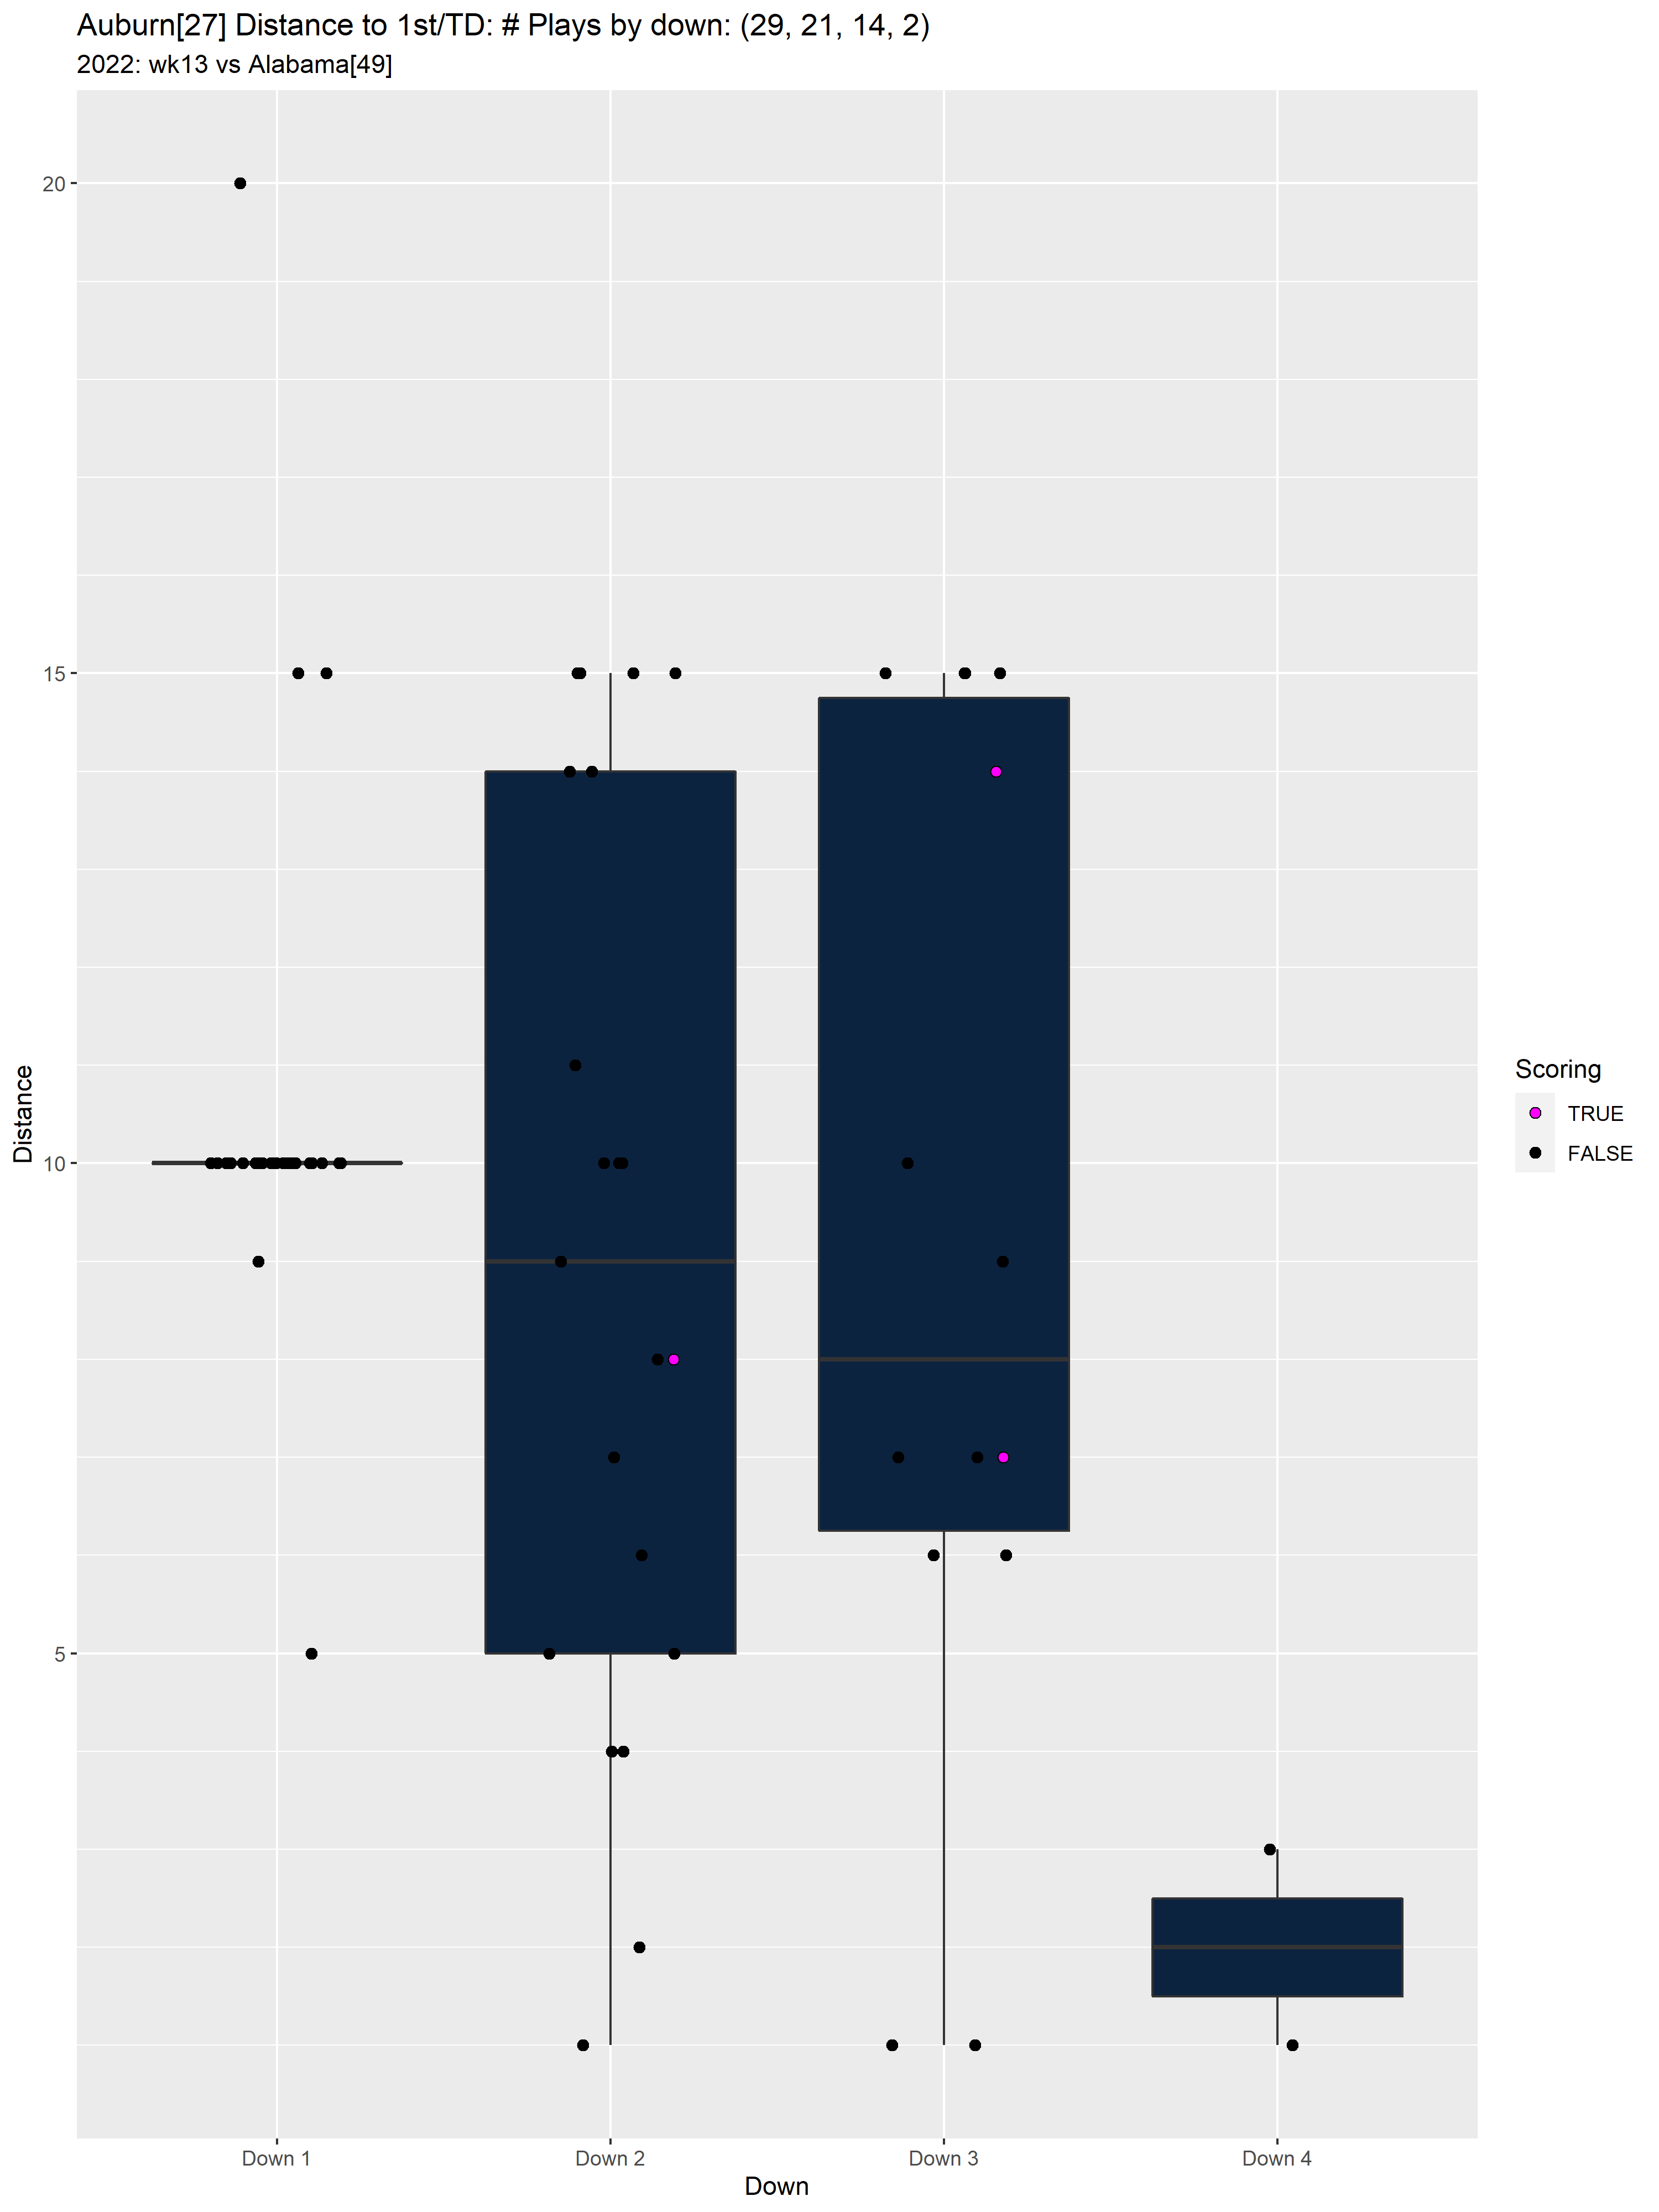 Auburn[27] Distance to 1st/TD: # Plays by down: (29, 21, 14, 2)
2022: wk13 vs Alabama[49]
20
15
10
5
Distance
Down 1
Down 2
Down 3
Down 4
Down
Scoring
TRUE
FALSE